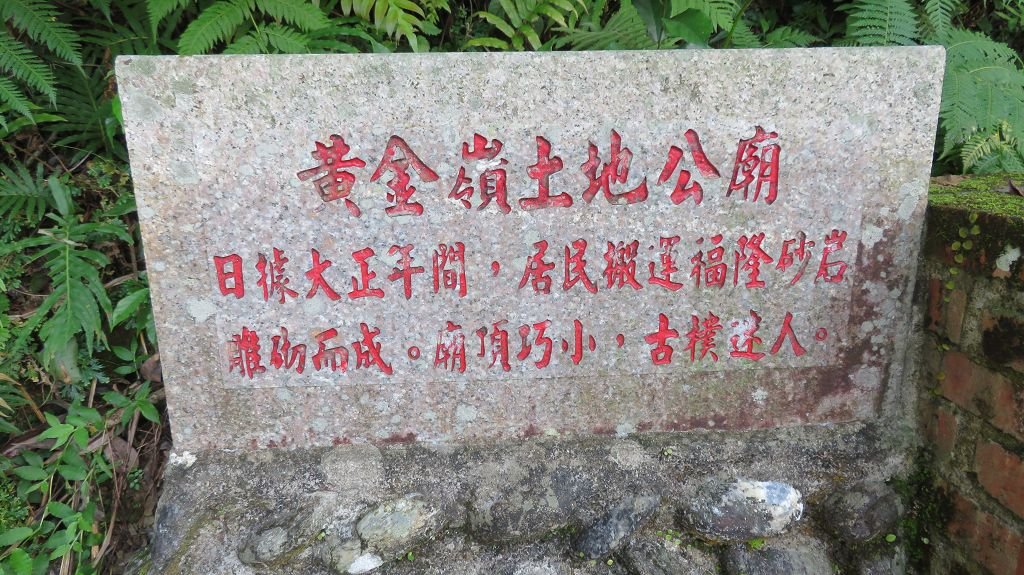 黃金嶺土地公廟
日據大正年間，居民搬運福隆砂岩
雕砌而成。廟頂巧小，古樸迷人。